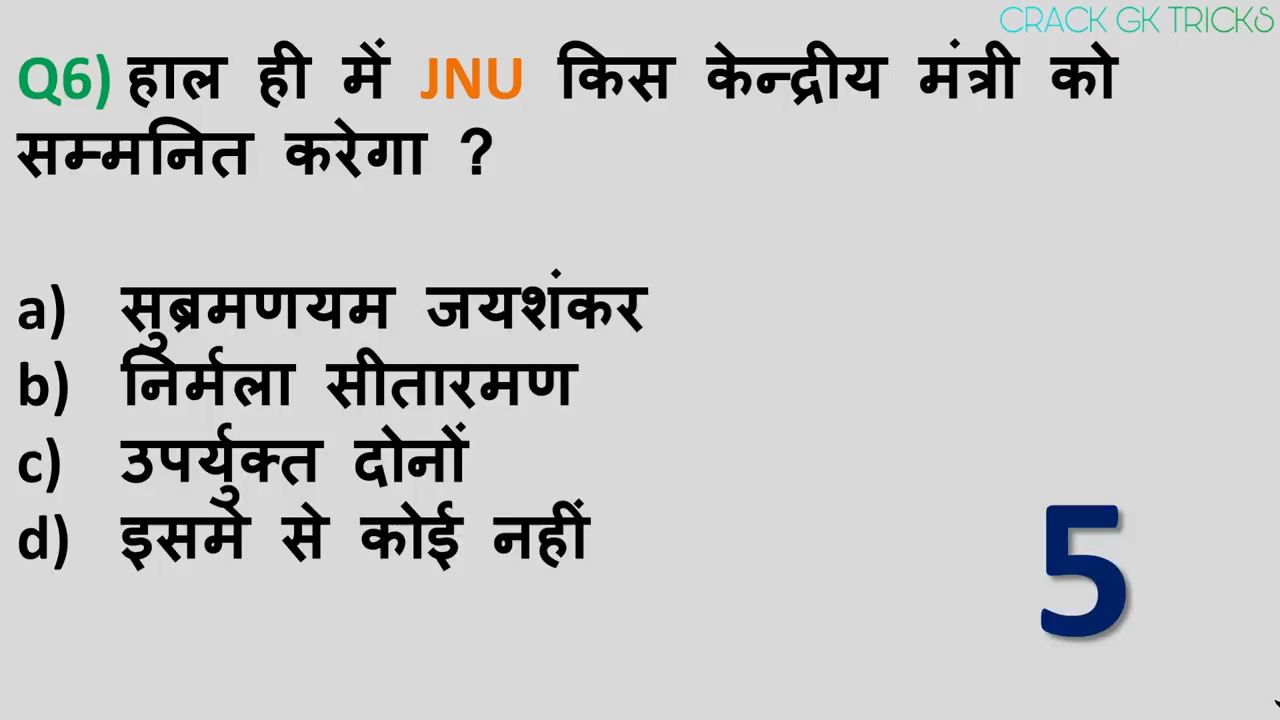 CRACK GK TRICKS
Q6) हाल ही में JNU किस केन्द्रीय मंत्री को
सम्मनित करेगा ?
a) सुब्रमणयम जयशंकर
b) निर्मला सीतारमण
c) उपर्युक्त दोनों
d) इसमे से कोई नहीं
5